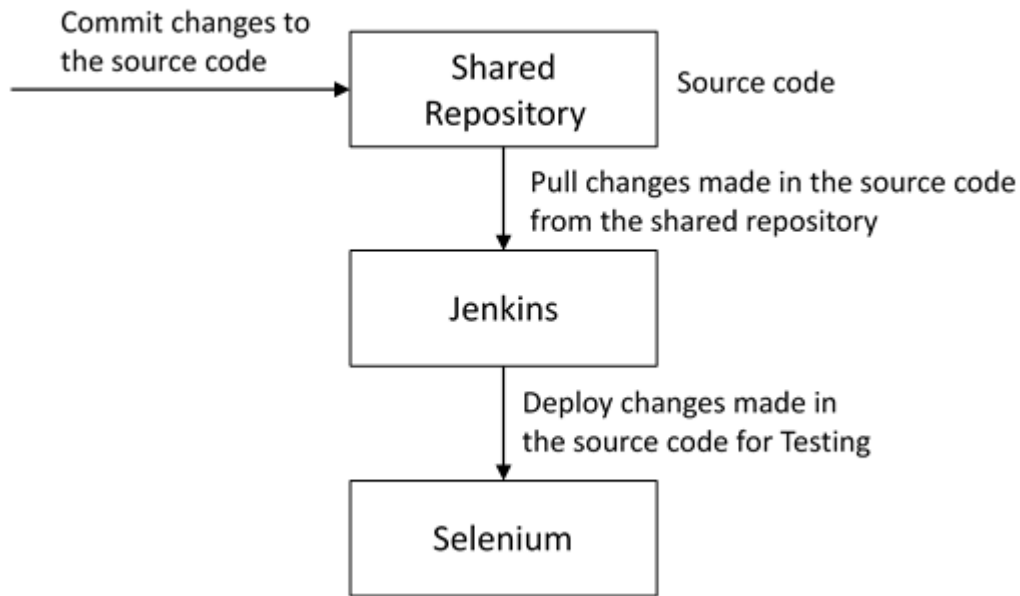 Commit changes to
the source code
Shared
Repository
Source code
Pull changes made in the source code
from the shared repository
Jenkins
Deploy changes made in
the source code for Testing
Selenium